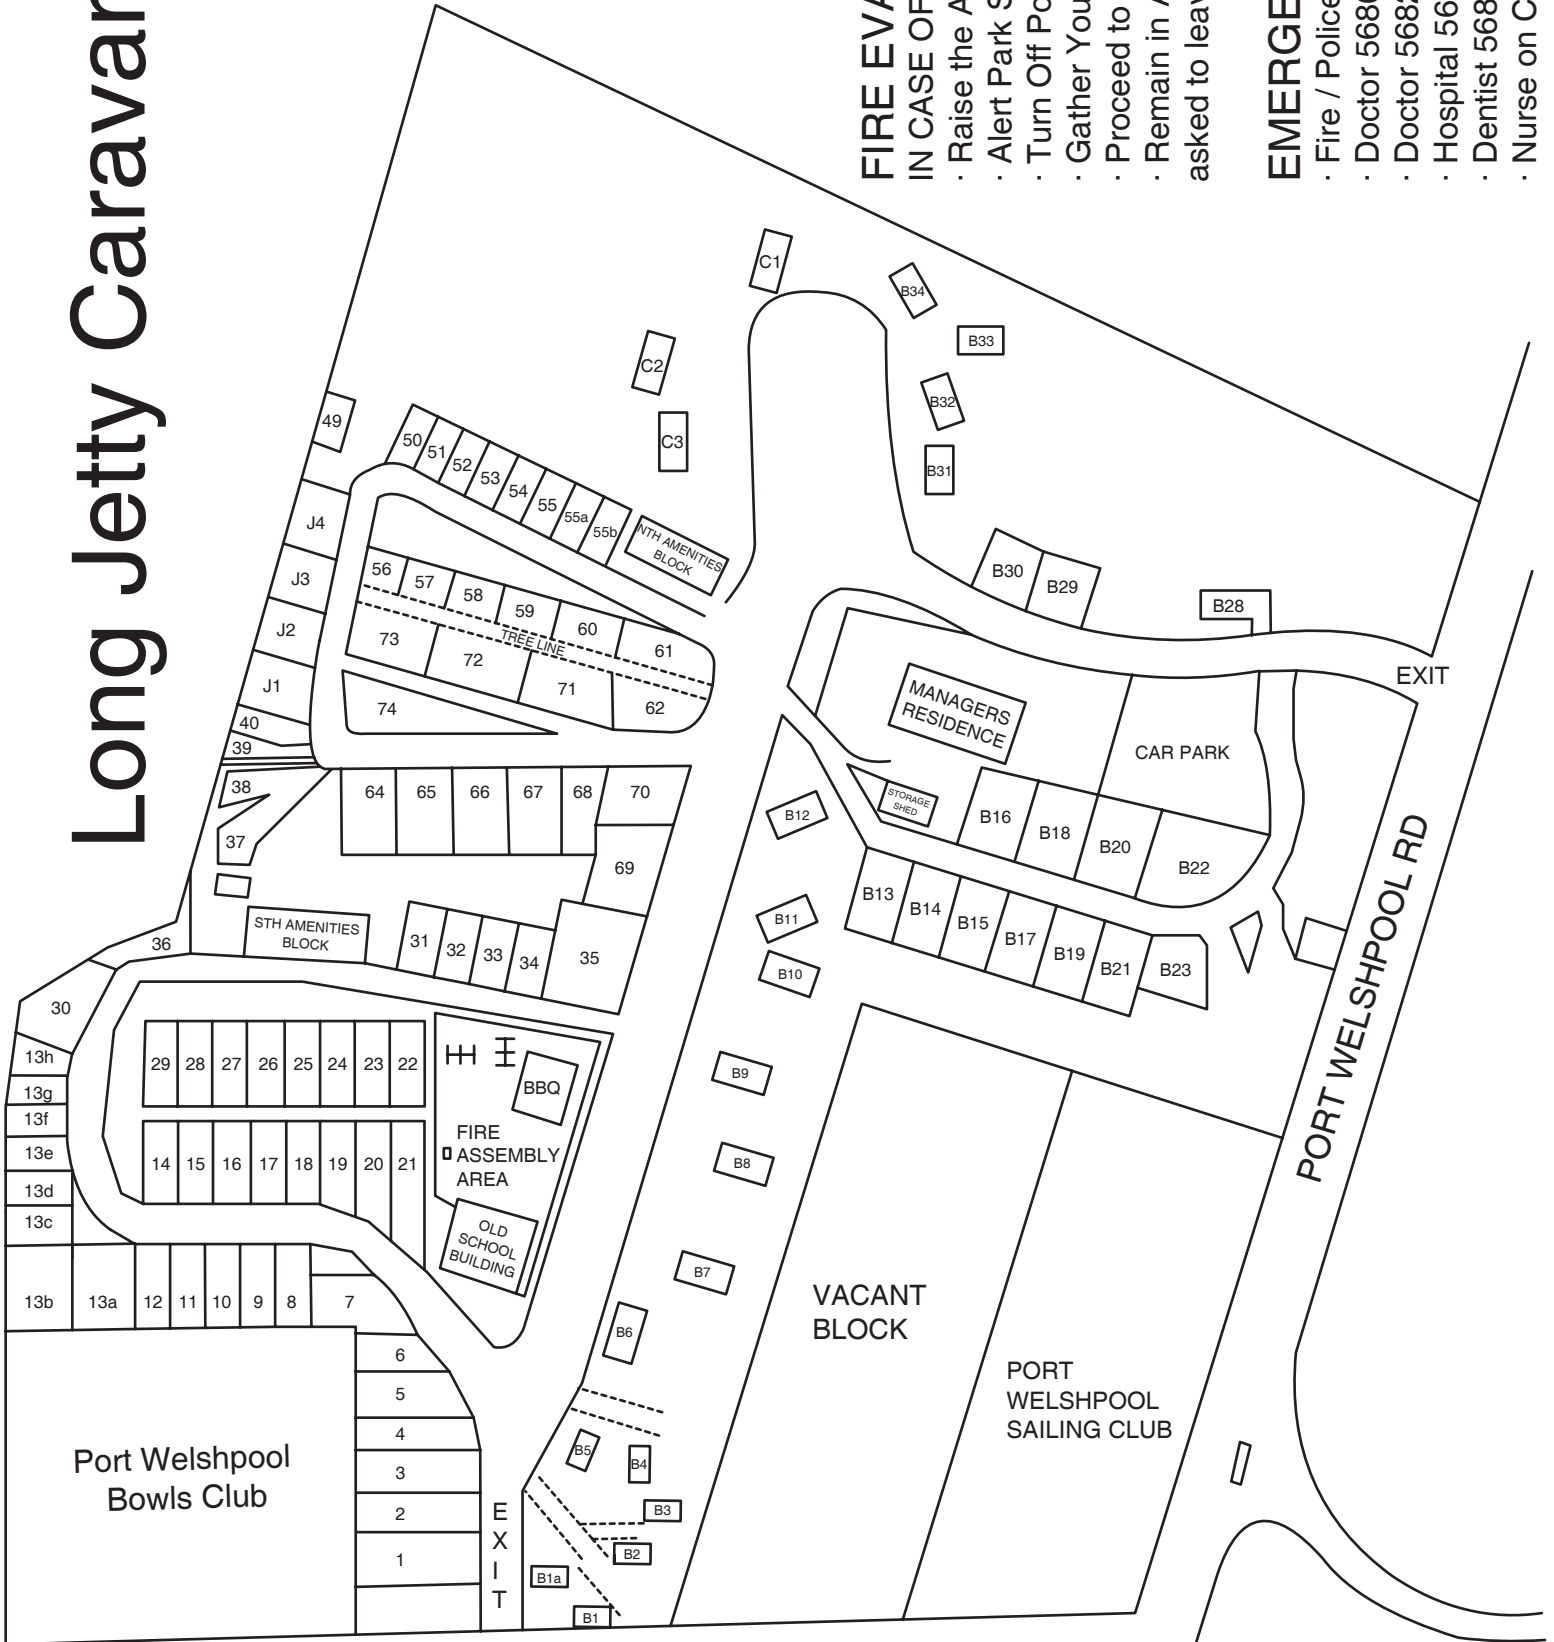 Long Jetty Caravan
FIRE EVA
IN CASE OF
· Raise the A
· Alert Park S
· Turn Off Po
· Gather You
· Proceed to
· Remain in A
asked to leav
EMERGE
· Fire / Police
· Doctor 5680
· Doctor 5682
· Hospital 56
· Dentist 568
· Nurse on C
C1
B34
B33
C2
B32
C3
B31
49
50
51
52
53
54
55
55a
55b
NTH AMENITIES
BLOCK
J4
J3
J2
J1
40
39
38
37
56
57
58
59
60
61
TREE LINE
73
72
71
62
74
B30
B29
B28
EXIT
MANAGERS
RESIDENCE
CAR PARK
STORAGE
SHED
B16
B18
B20
B22
64
65
66
67
68
70
69
B12
B11
B10
B13
B14
B15
B17
B19
B21
B23
PORT WELSHPOOL RD
STH AMENITIES
BLOCK
36
31
32
33
34
35
30
13h
13g
13f
13e
13d
13c
13b
13a
29
28
27
26
25
24
23
22
BBQ
FIRE
ASSEMBLY
AREA
14
15
16
17
18
19
20
21
OLD
SCHOOL
BUILDING
B9
B8
B7
B6
12
11
10
9
8
7
6
5
4
3
2
1
VACANT
BLOCK
PORT
WELSHPOOL
SAILING CLUB
Port Welshpool
Bowls Club
EXIT
B5
B4
B3
B2
B1a
B1